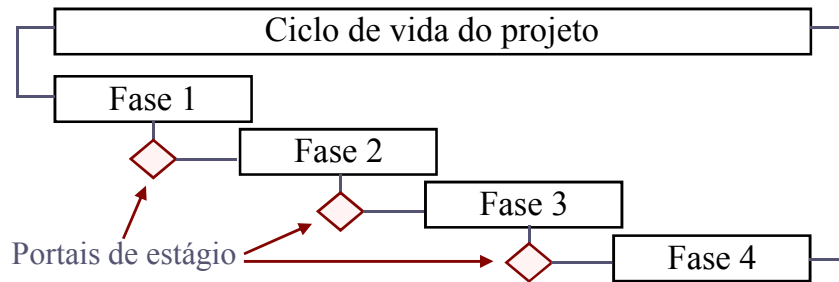 Ciclo de vida do projeto
Fase 1
Fase 2
Fase 3
Portais de estágio
Fase 4